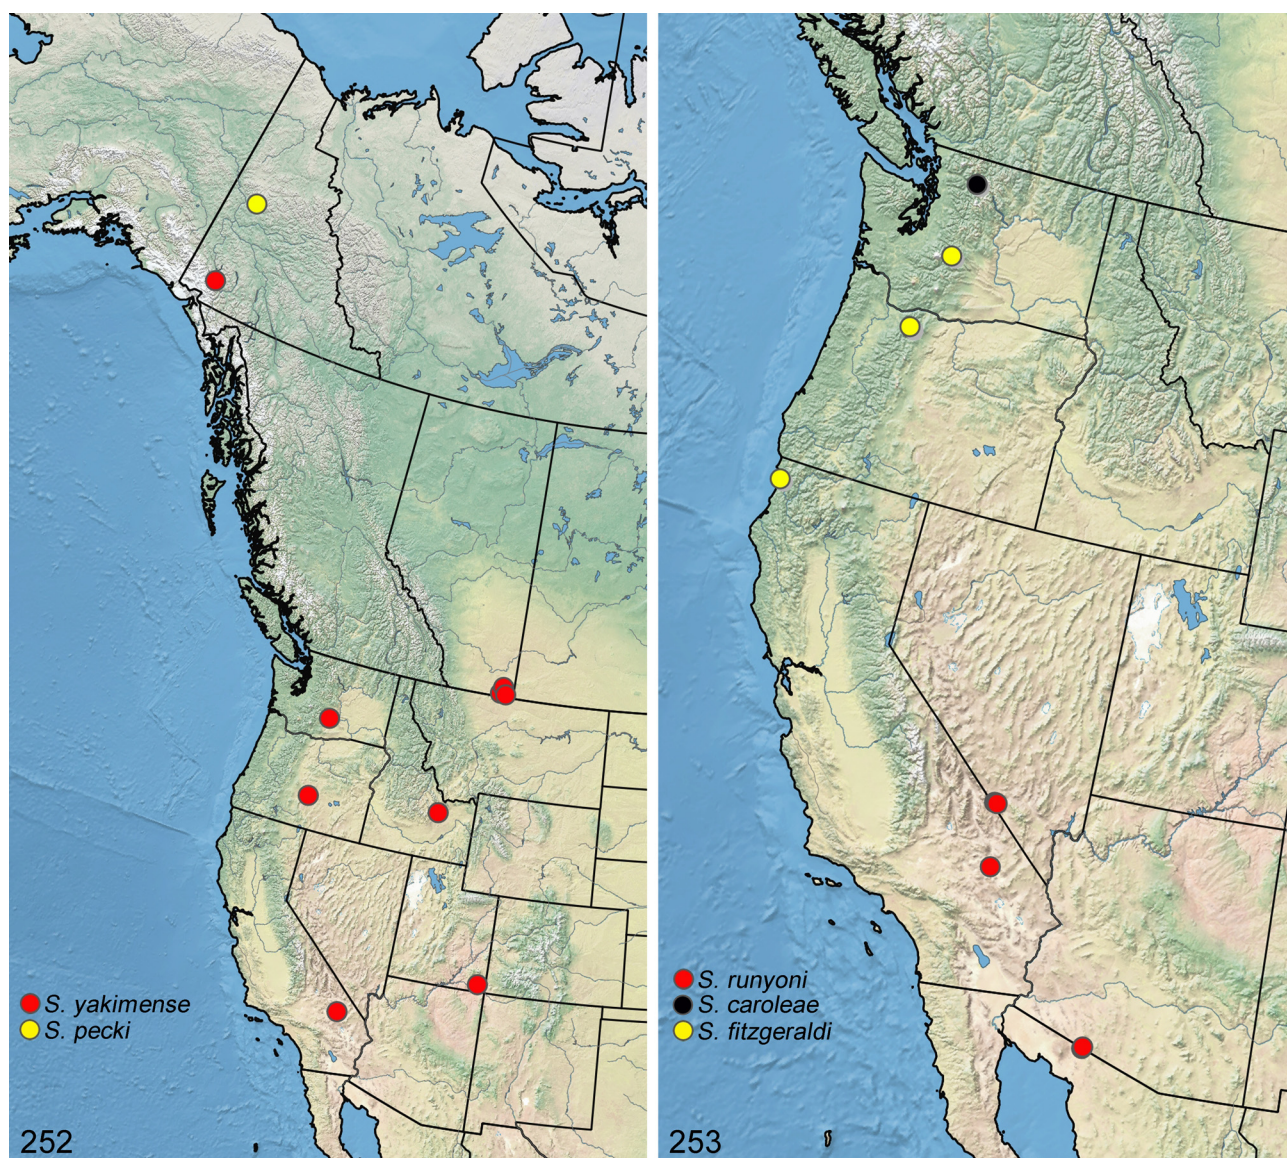 S. yakimense
S. pecki
252
S. runyoni
S. caroleae
S. fitzgeraldi
253